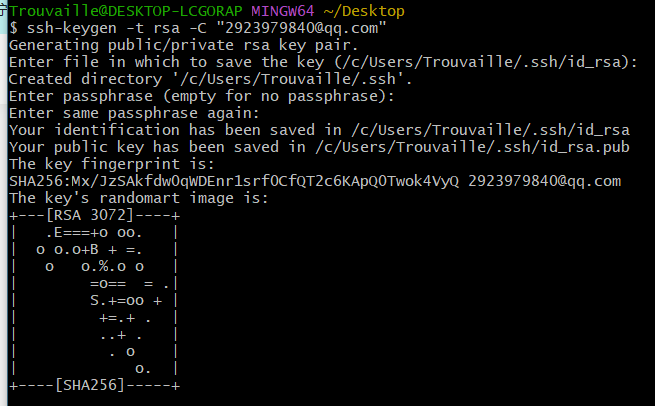 Trouvaille@DESKTOP-LCGORAP MINGW64 ~/Desktop
$ ssh-keygen -t rsa -C "2923979840@qq.com"
Generating public/private rsa key pair.
Enter file in which to save the key (/c/Users/Trouvaille/.ssh/id_rsa):
Created directory '/c/Users/Trouvaille/.ssh'.
Enter passphrase (empty for no passphrase):
Enter same passphrase again:
Your identification has been saved in /c/Users/Trouvaille/.ssh/id_rsa
Your public key has been saved in /c/Users/Trouvaille/.ssh/id_rsa.pub
The key fingerprint is:
SHA256:Mx/JzSAkfdw0qWDEnr1srfOCfQT2c6KApQ0Twok4VyQ 2923979840@qq.com
The key's randomart image is:
+---[RSA 3072]----+
|   .E===+o oo.   |
|  o o.o+B + =.   |
|   o   o.%.o o   |
|        =o==  = .|
|        S.+=oo + |
|         +=.+ .  |
|         ..+ .   |
|          . o    |
|             o.  |
+----[SHA256]-----+